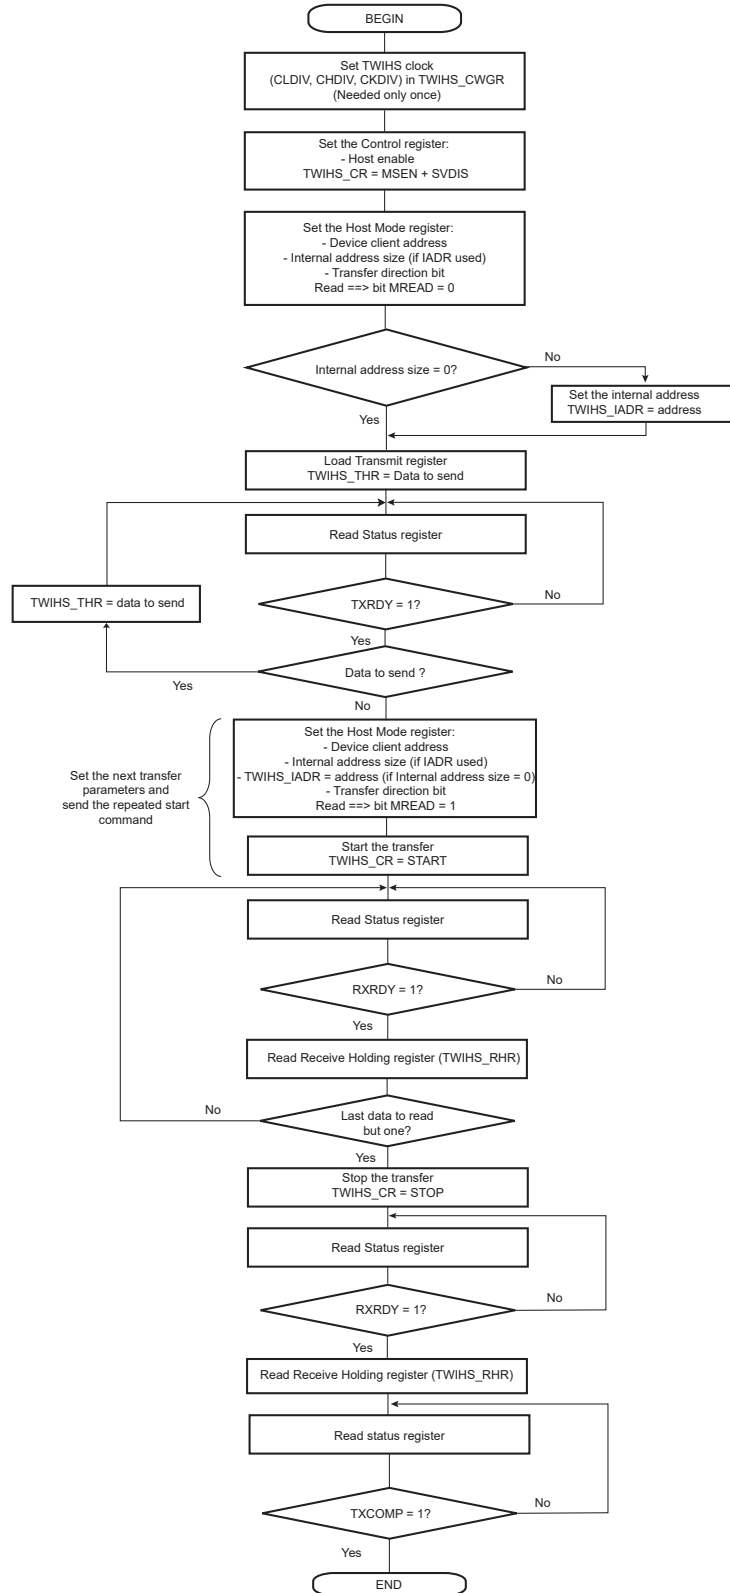 BEGIN
Set TWIHS clock
(CLDIV, CHDIV, CKDIV) in TWIHS_CWGR
(Needed only once)
Set the Control register:
- Host enable
TWIHS_CR = MSEN + SVDIS
Set the Host Mode register:
- Device client address
- Internal address size (if IADR used)
- Transfer direction bit
Read ==> bit MREAD = 0
Internal address size = 0?
No
Set the internal address
TWIHS_IADR = address
Yes
Load Transmit register
TWIHS_THR = Data to send
Read Status register
TWIHS_THR = data to send
TXRDY = 1?
No
Yes
Data to send ?
Yes
No
Set the next transfer
parameters and
send the repeated start
command
Set the Host Mode register:
- Device client address
- Internal address size (if IADR used)
- TWIHS_IADR = address (if Internal address size = 0)
- Transfer direction bit
Read ==> bit MREAD = 1
Start the transfer
TWIHS_CR = START
Read Status register
RXRDY = 1?
No
Yes
Read Receive Holding register (TWIHS_RHR)
No
Last data to read
but one?
Yes
Stop the transfer
TWIHS_CR = STOP
Read Status register
RXRDY = 1?
No
Yes
Read Receive Holding register (TWIHS_RHR)
Read status register
TXCOMP = 1?
No
Yes
END